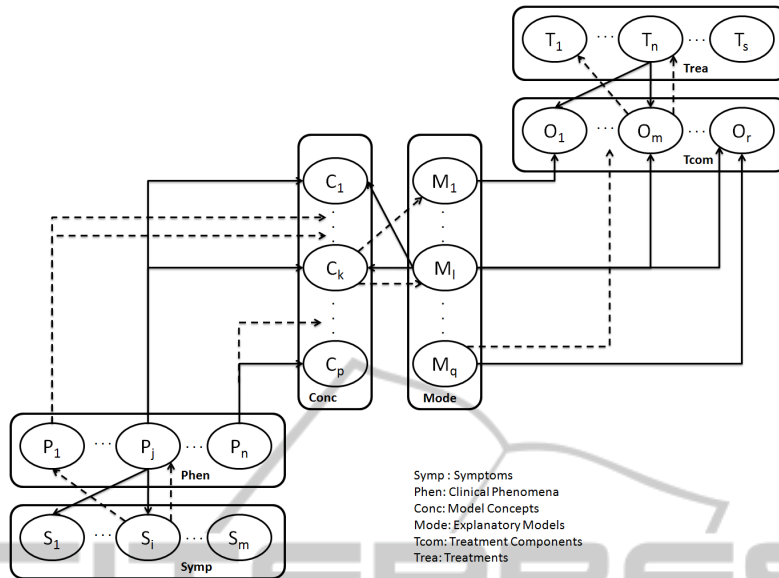 T1 ... Tn ... Ts
Trea
O1 ... Om ... Or
Tcom
C1
M1
Ck
Ml
Cp
Mq
Conc
Mode
P1 ... Pj ... Pn
Phen
S1 ... Si ... Sm
Symp
Symp : Symptoms
Phen: Clinical Phenomena
Conc: Model Concepts
Mode: Explanatory Models
Tcom: Treatment Components
Trea: Treatments